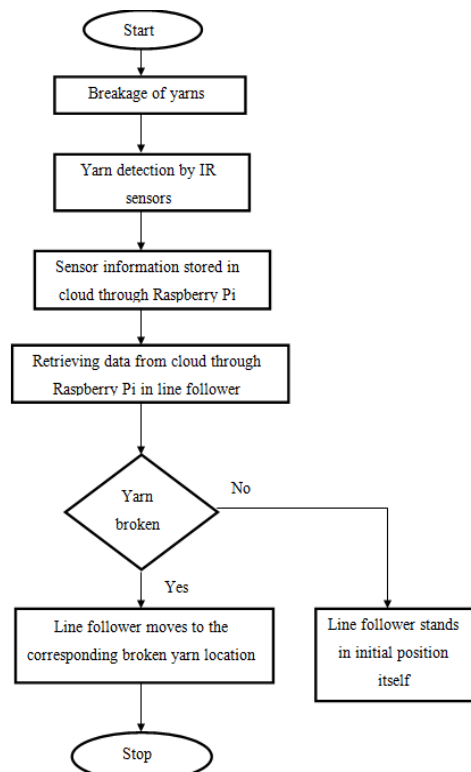 Start
Breakage of yarns
Yarn detection by IR
sensors
Sensor information stored in
cloud through Raspberry Pi
Retrieving data from cloud through
Raspberry Pi in line follower
Yarn
broken
No
Yes
Line follower moves to the
corresponding broken yarn location
Line follower stands
in initial position
itself
Stop